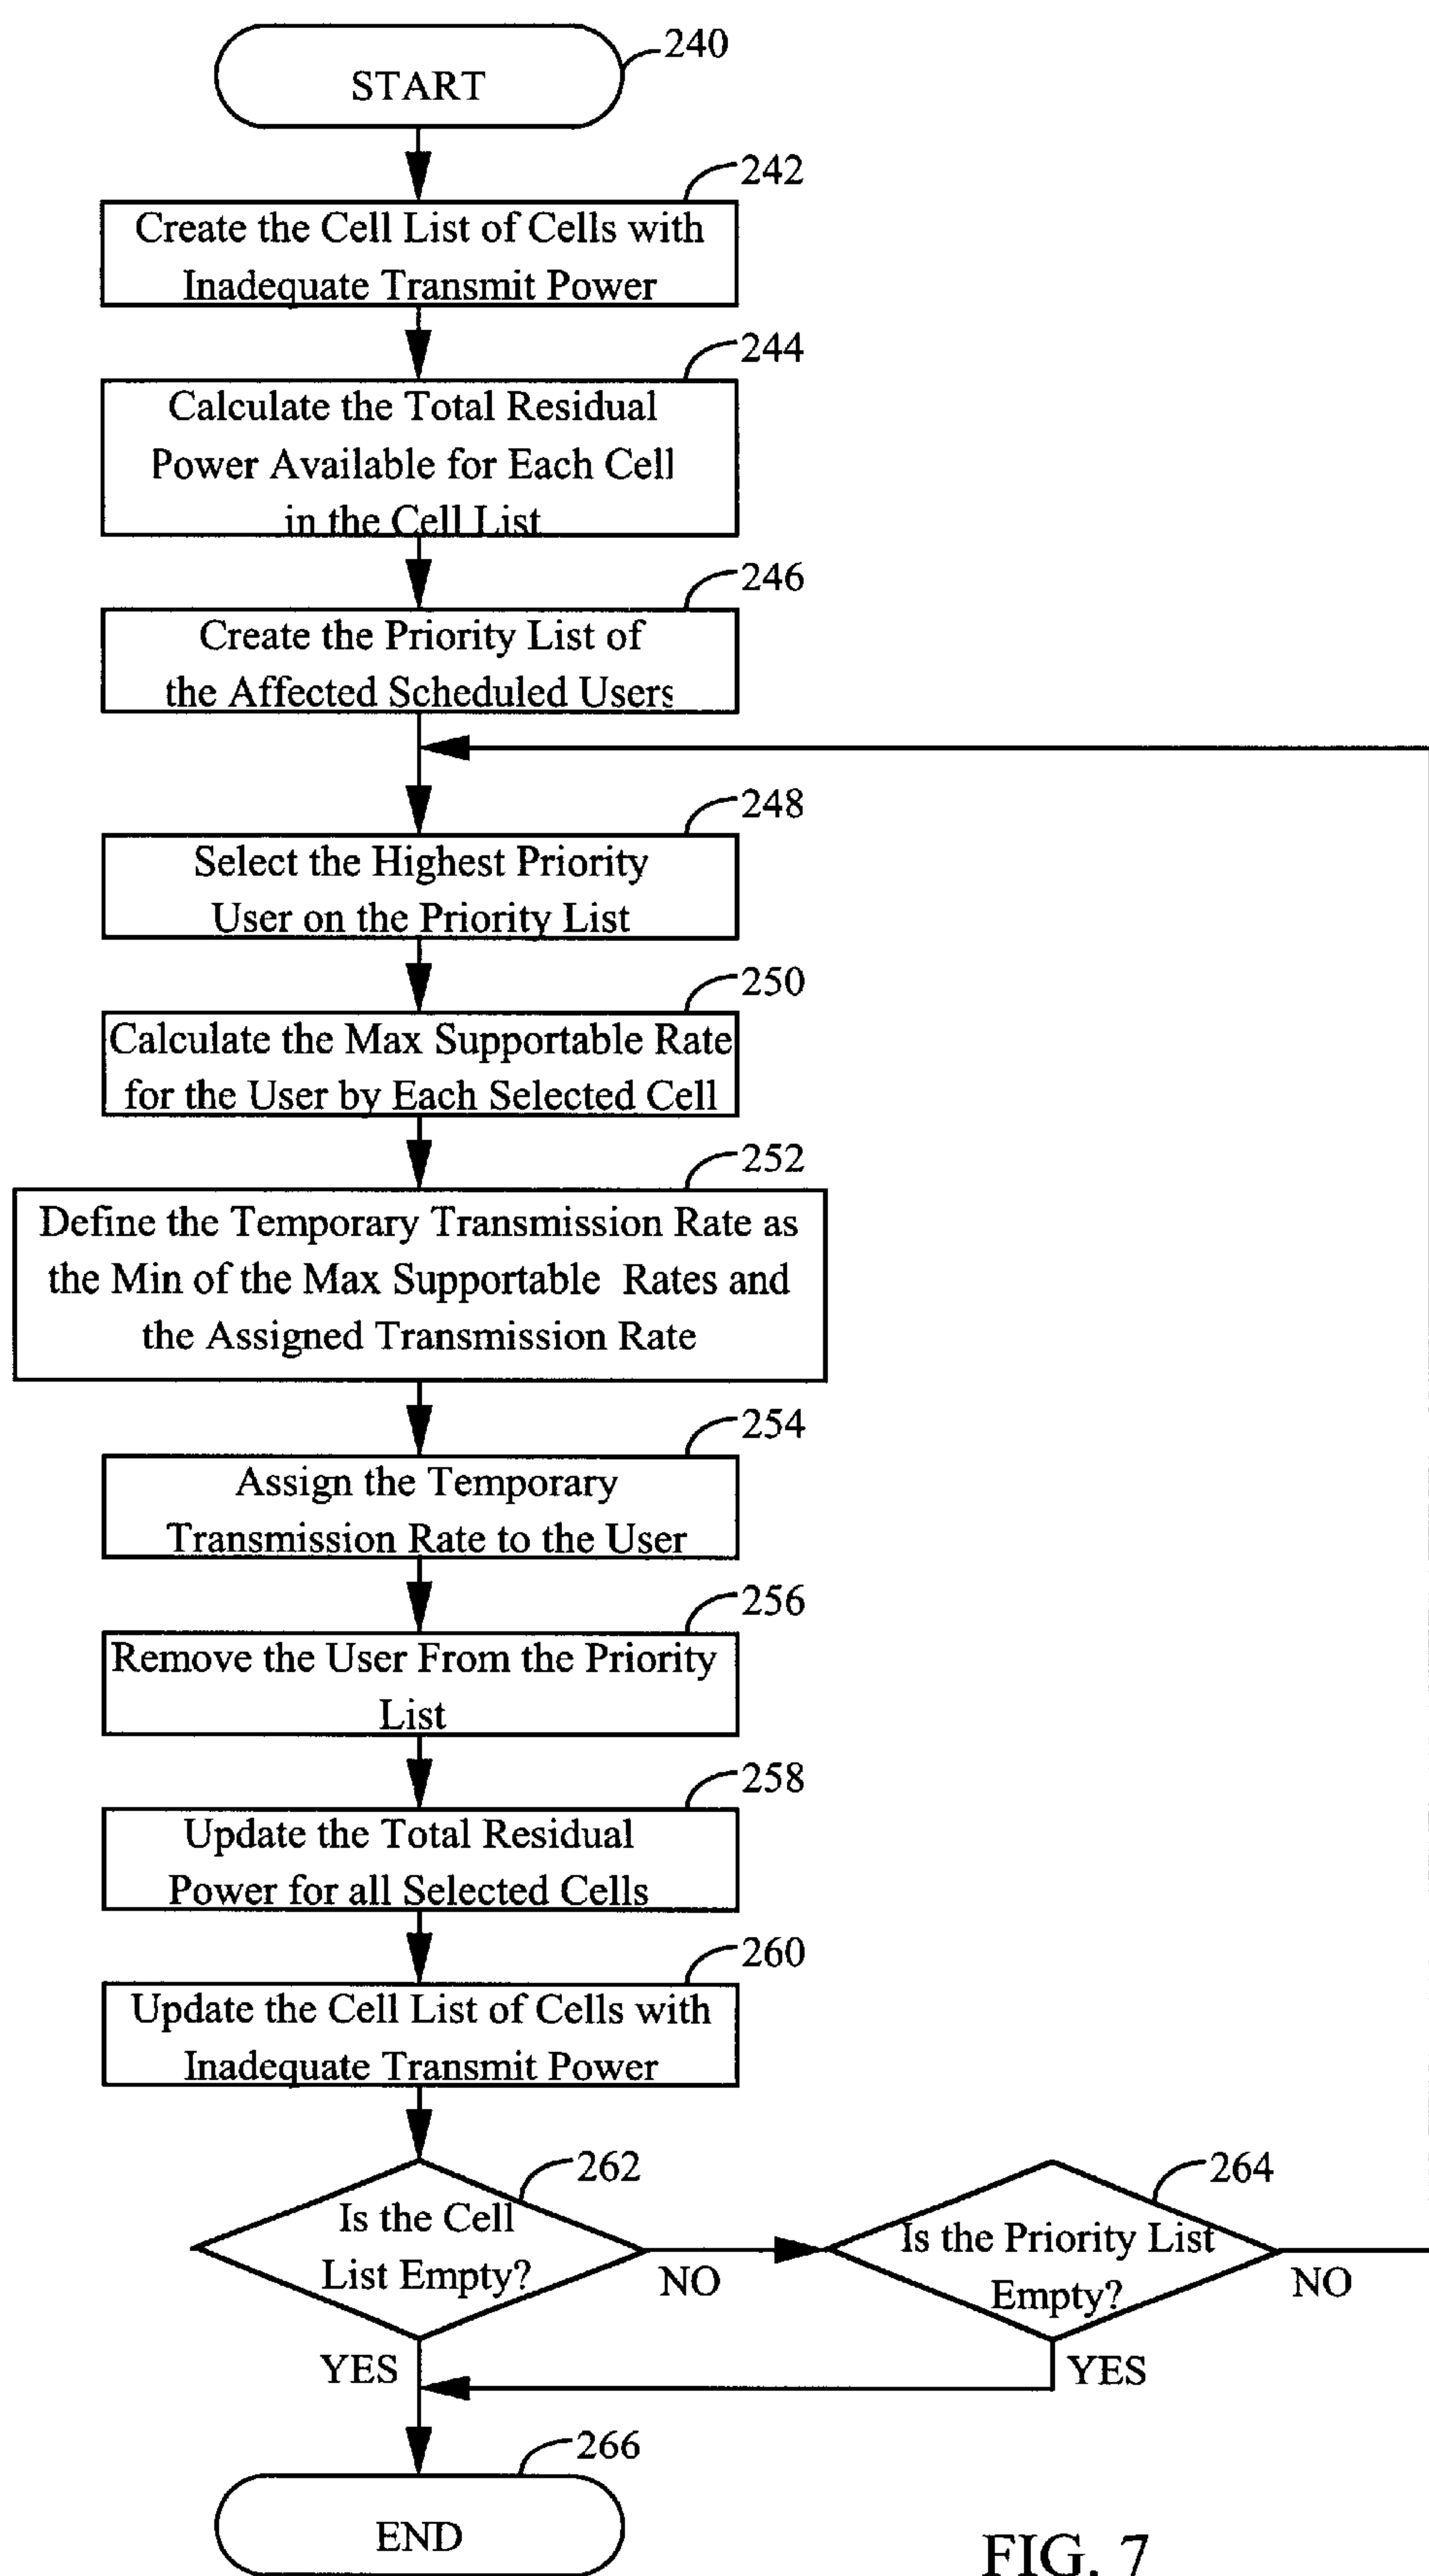 START
240
242
Create the Cell List of Cells with
Inadequate Transmit Power
244
Calculate the Total Residual
Power Available for Each Cell
in the Cell List
246
Create the Priority List of
the Affected Scheduled Users
248
Select the Highest Priority
User on the Priority List
250
Calculate the Max Supportable Rate
for the User by Each Selected Cell
252
Define the Temporary Transmission Rate as
the Min of the Max Supportable Rates and
the Assigned Transmission Rate
254
Assign the Temporary
Transmission Rate to the User
256
Remove the User From the Priority
List
258
Update the Total Residual
Power for all Selected Cells
260
Update the Cell List of Cells with
Inadequate Transmit Power
262
Is the Cell
List Empty?
NO
264
Is the Priority List
Empty?
NO
YES
YES
266
END
FIG. 7